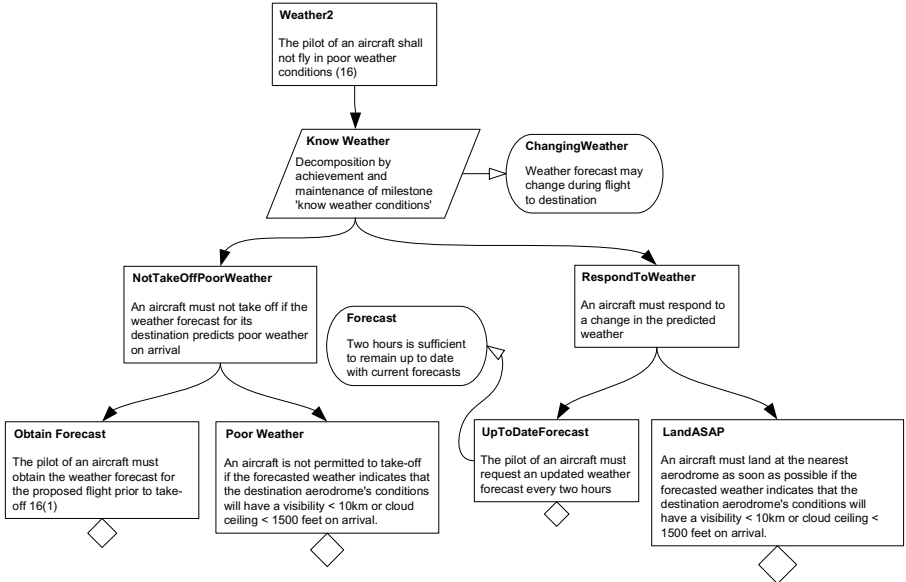 Weather2
The pilot of an aircraft shall
not fly in poor weather
conditions (16)
Know Weather
Decomposition by
achievement and
maintenance of milestone
'know weather conditions'
ChangingWeather
Weather forecast may
change during flight
to destination
NotTakeOffPoorWeather
An aircraft must not take off if the
weather forecast for its
destination predicts poor weather
on arrival
Forecast
Two hours is sufficient
to remain up to date
with current forecasts
RespondToWeather
An aircraft must respond to
a change in the predicted
weather
Obtain Forecast
The pilot of an aircraft must
obtain the weather forecast for
the proposed flight prior to take-
off 16(1)
Poor Weather
An aircraft is not permitted to take-off
if the forecasted weather indicates that
the destination aerodrome's conditions
will have a visibility < 10km or cloud
ceiling < 1500 feet on arrival.
UpToDateForecast
The pilot of an aircraft must
request an updated weather
forecast every two hours
LandASAP
An aircraft must land at the nearest
aerodrome as soon as possible if the
forecasted weather indicates that the
destination aerodrome's conditions will
have a visibility < 10km or cloud ceiling <
1500 feet on arrival.